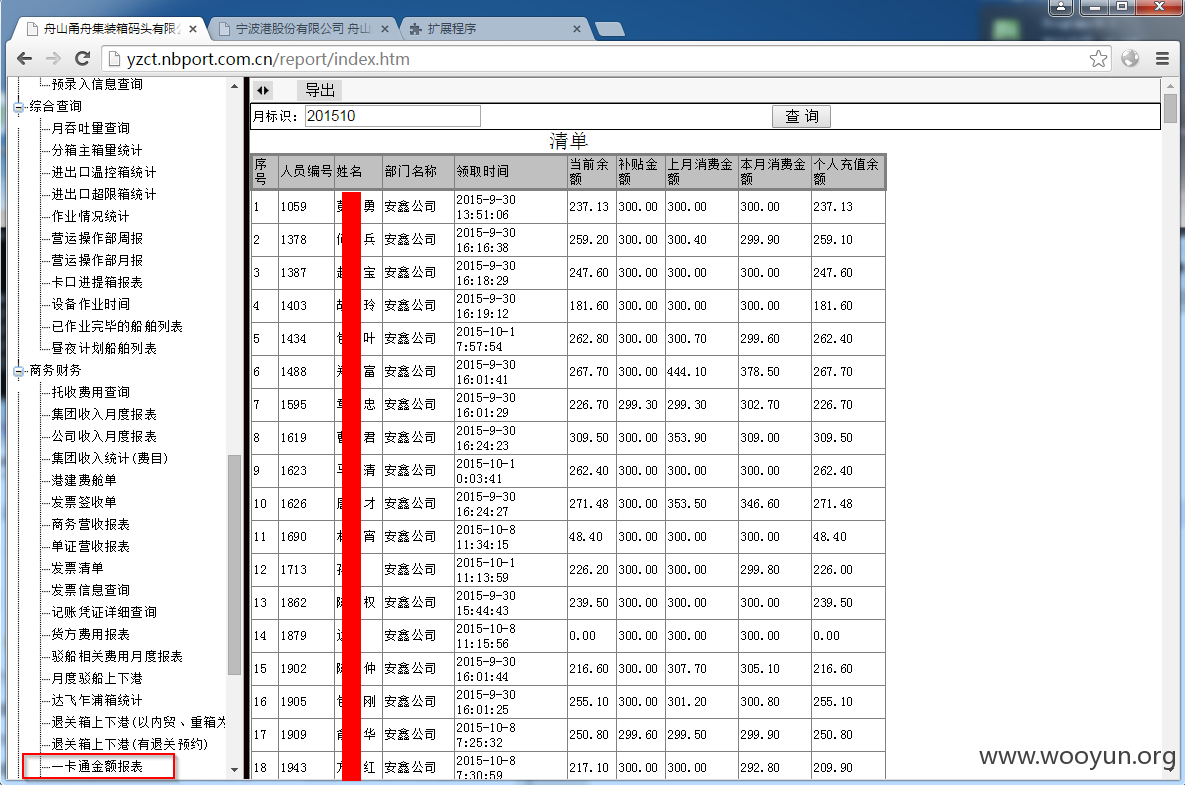 舟山甬舟集装箱码头有限
宁波港股份有限公司 舟山
扩展程序
yzct.nbport.com.cn/report/index.htm
预录入信息查询
综合查询
月吞吐量查询
分箱主箱量统计
进出口温控箱统计
进出口超限箱统计
作业情况统计
营运操作部周报
营运操作部月报
卡口进提箱报表
设备作业时间
已作业完毕的船舶列表
昼夜计划船舶列表
商务财务
托收费用查询
集团收入月度报表
公司收入月度报表
集团收入统计(费目)
港建费舱单
发票签收单
商务营收报表
单证营收报表
发票清单
发票信息查询
记账凭证详细查询
货方费用报表
驳船相关费用月度报表
月度驳船上下港
达飞乍浦箱统计
退关箱上下港(以内贸、重箱为
退关箱上下港(有退关预约)
一卡通金额报表
导出
月标识: 201510 查 询
清单
序号 人员编号 姓名 部门名称 领取时间 当前余额 补贴金额 上月消费金额 本月消费金额 个人充值余额
1 1059 勇 安鑫公司 2015-9-30 13:51:06 237.13 300.00 300.00 300.00 237.13
2 1378 兵 安鑫公司 2015-9-30 16:16:38 259.20 300.00 300.40 299.90 259.10
3 1387 宝 安鑫公司 2015-9-30 16:18:29 247.60 300.00 300.00 300.00 247.60
4 1403 玲 安鑫公司 2015-9-30 16:19:12 181.60 300.00 300.00 300.00 181.60
5 1434 叶 安鑫公司 2015-10-1 7:57:54 262.80 300.00 300.70 299.60 262.40
6 1488 富 安鑫公司 2015-9-30 16:01:41 267.70 300.00 444.10 378.50 267.70
7 1595 忠 安鑫公司 2015-9-30 16:01:29 226.70 299.30 299.30 302.70 226.70
8 1619 君 安鑫公司 2015-9-30 16:24:23 309.50 300.00 353.90 309.00 309.50
9 1623 清 安鑫公司 2015-10-1 0:03:41 262.40 300.00 300.00 300.00 262.40
10 1626 才 安鑫公司 2015-9-30 16:24:27 271.48 300.00 353.50 346.60 271.48
11 1690 宵 安鑫公司 2015-10-8 11:34:15 48.40 300.00 300.00 300.00 48.40
12 1713 安鑫公司 2015-10-1 11:13:59 226.20 300.00 300.00 299.80 226.00
13 1862 权 安鑫公司 2015-9-30 15:44:43 239.50 300.00 300.00 300.00 239.50
14 1879 安鑫公司 2015-10-8 11:15:56 0.00 300.00 300.00 300.00 0.00
15 1902 仲 安鑫公司 2015-9-30 16:01:44 216.60 300.00 307.70 305.10 216.60
16 1905 刚 安鑫公司 2015-9-30 16:01:25 255.10 300.00 301.20 300.80 255.10
17 1909 华 安鑫公司 2015-10-8 7:25:32 250.80 299.60 299.50 299.90 250.80
18 1943 红 安鑫公司 2015-10-8 7:30:59 217.10 300.00 300.00 292.80 209.90
www.wooyun.org